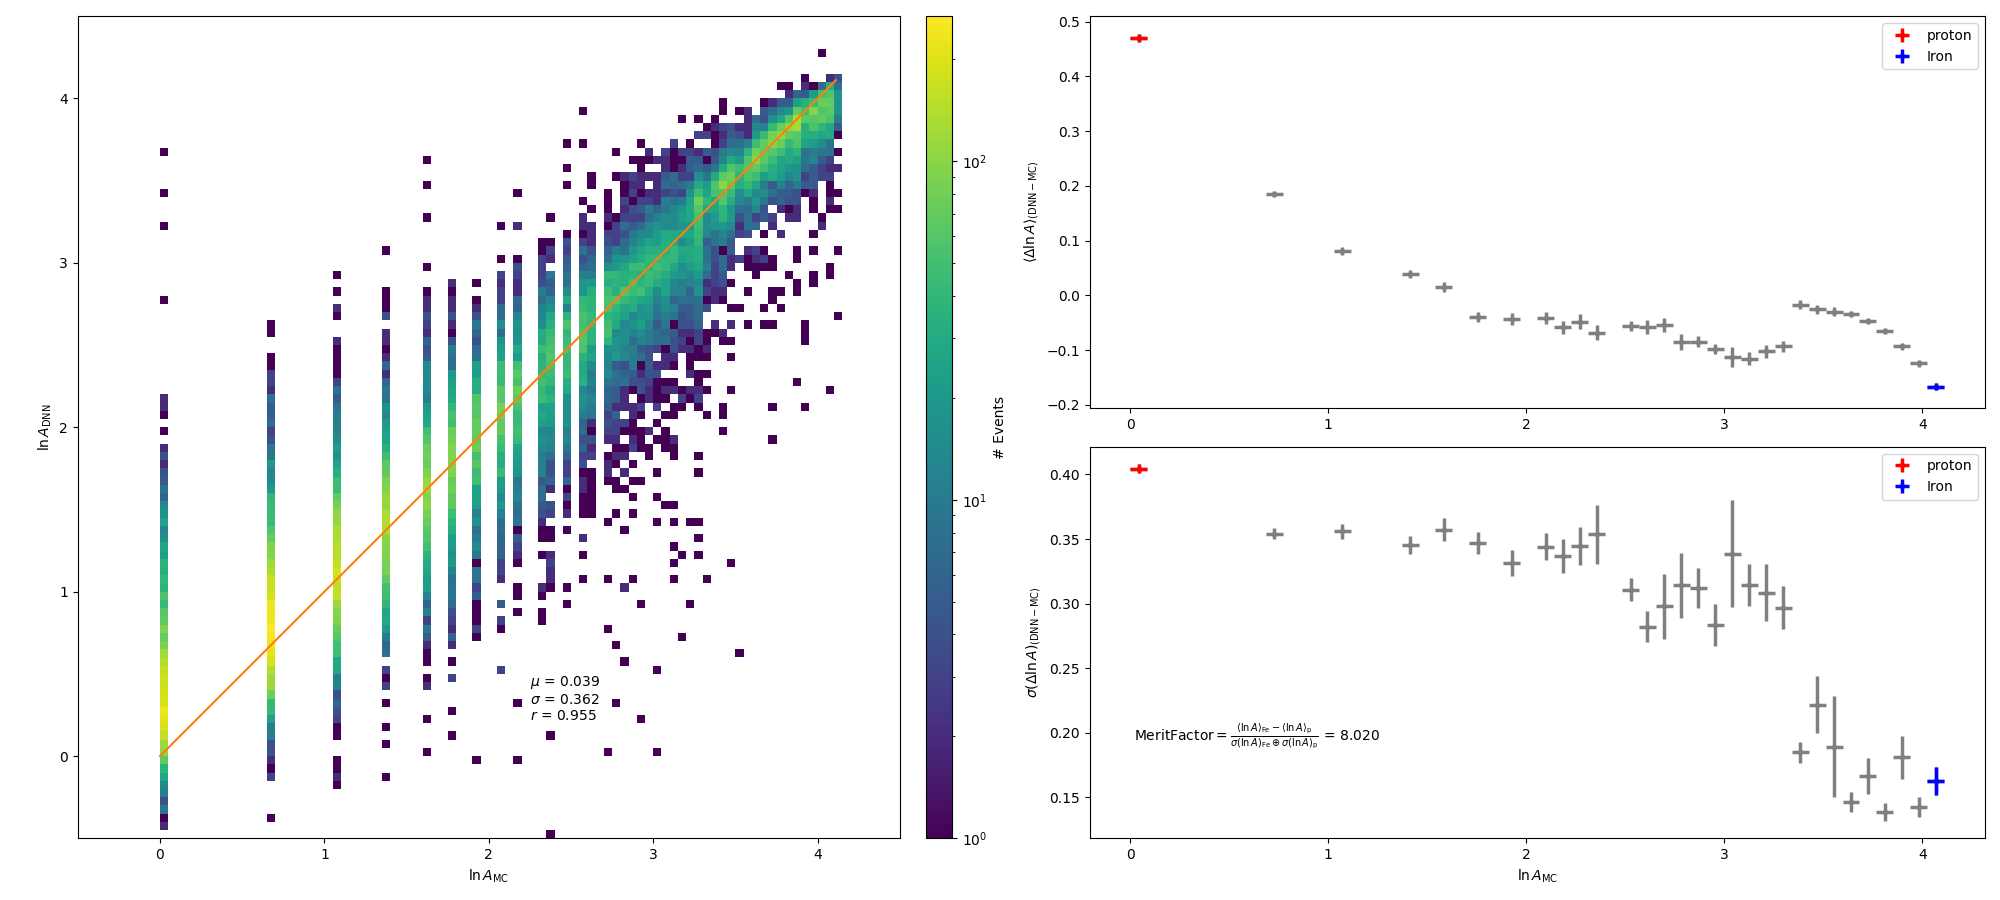 4
3
2
1
0
ln A_DNN
0
1
2
3
4
ln A_MC
μ = 0.039
σ = 0.362
r = 0.955
10^2
10^1
10^0
# Events
0.5
0.4
0.3
0.2
0.1
0.0
−0.1
−0.2
⟨Δ ln A⟩_(DNN − MC)
proton
Iron
0
1
2
3
4
0.40
0.35
0.30
0.25
0.20
0.15
σ(Δ ln A)_(DNN − MC)
proton
Iron
MeritFactor = (⟨ln A⟩_Fe − ⟨ln A⟩_p) / (σ(ln A)_Fe ⊕ σ(ln A)_p) = 8.020
0
1
2
3
4
ln A_MC